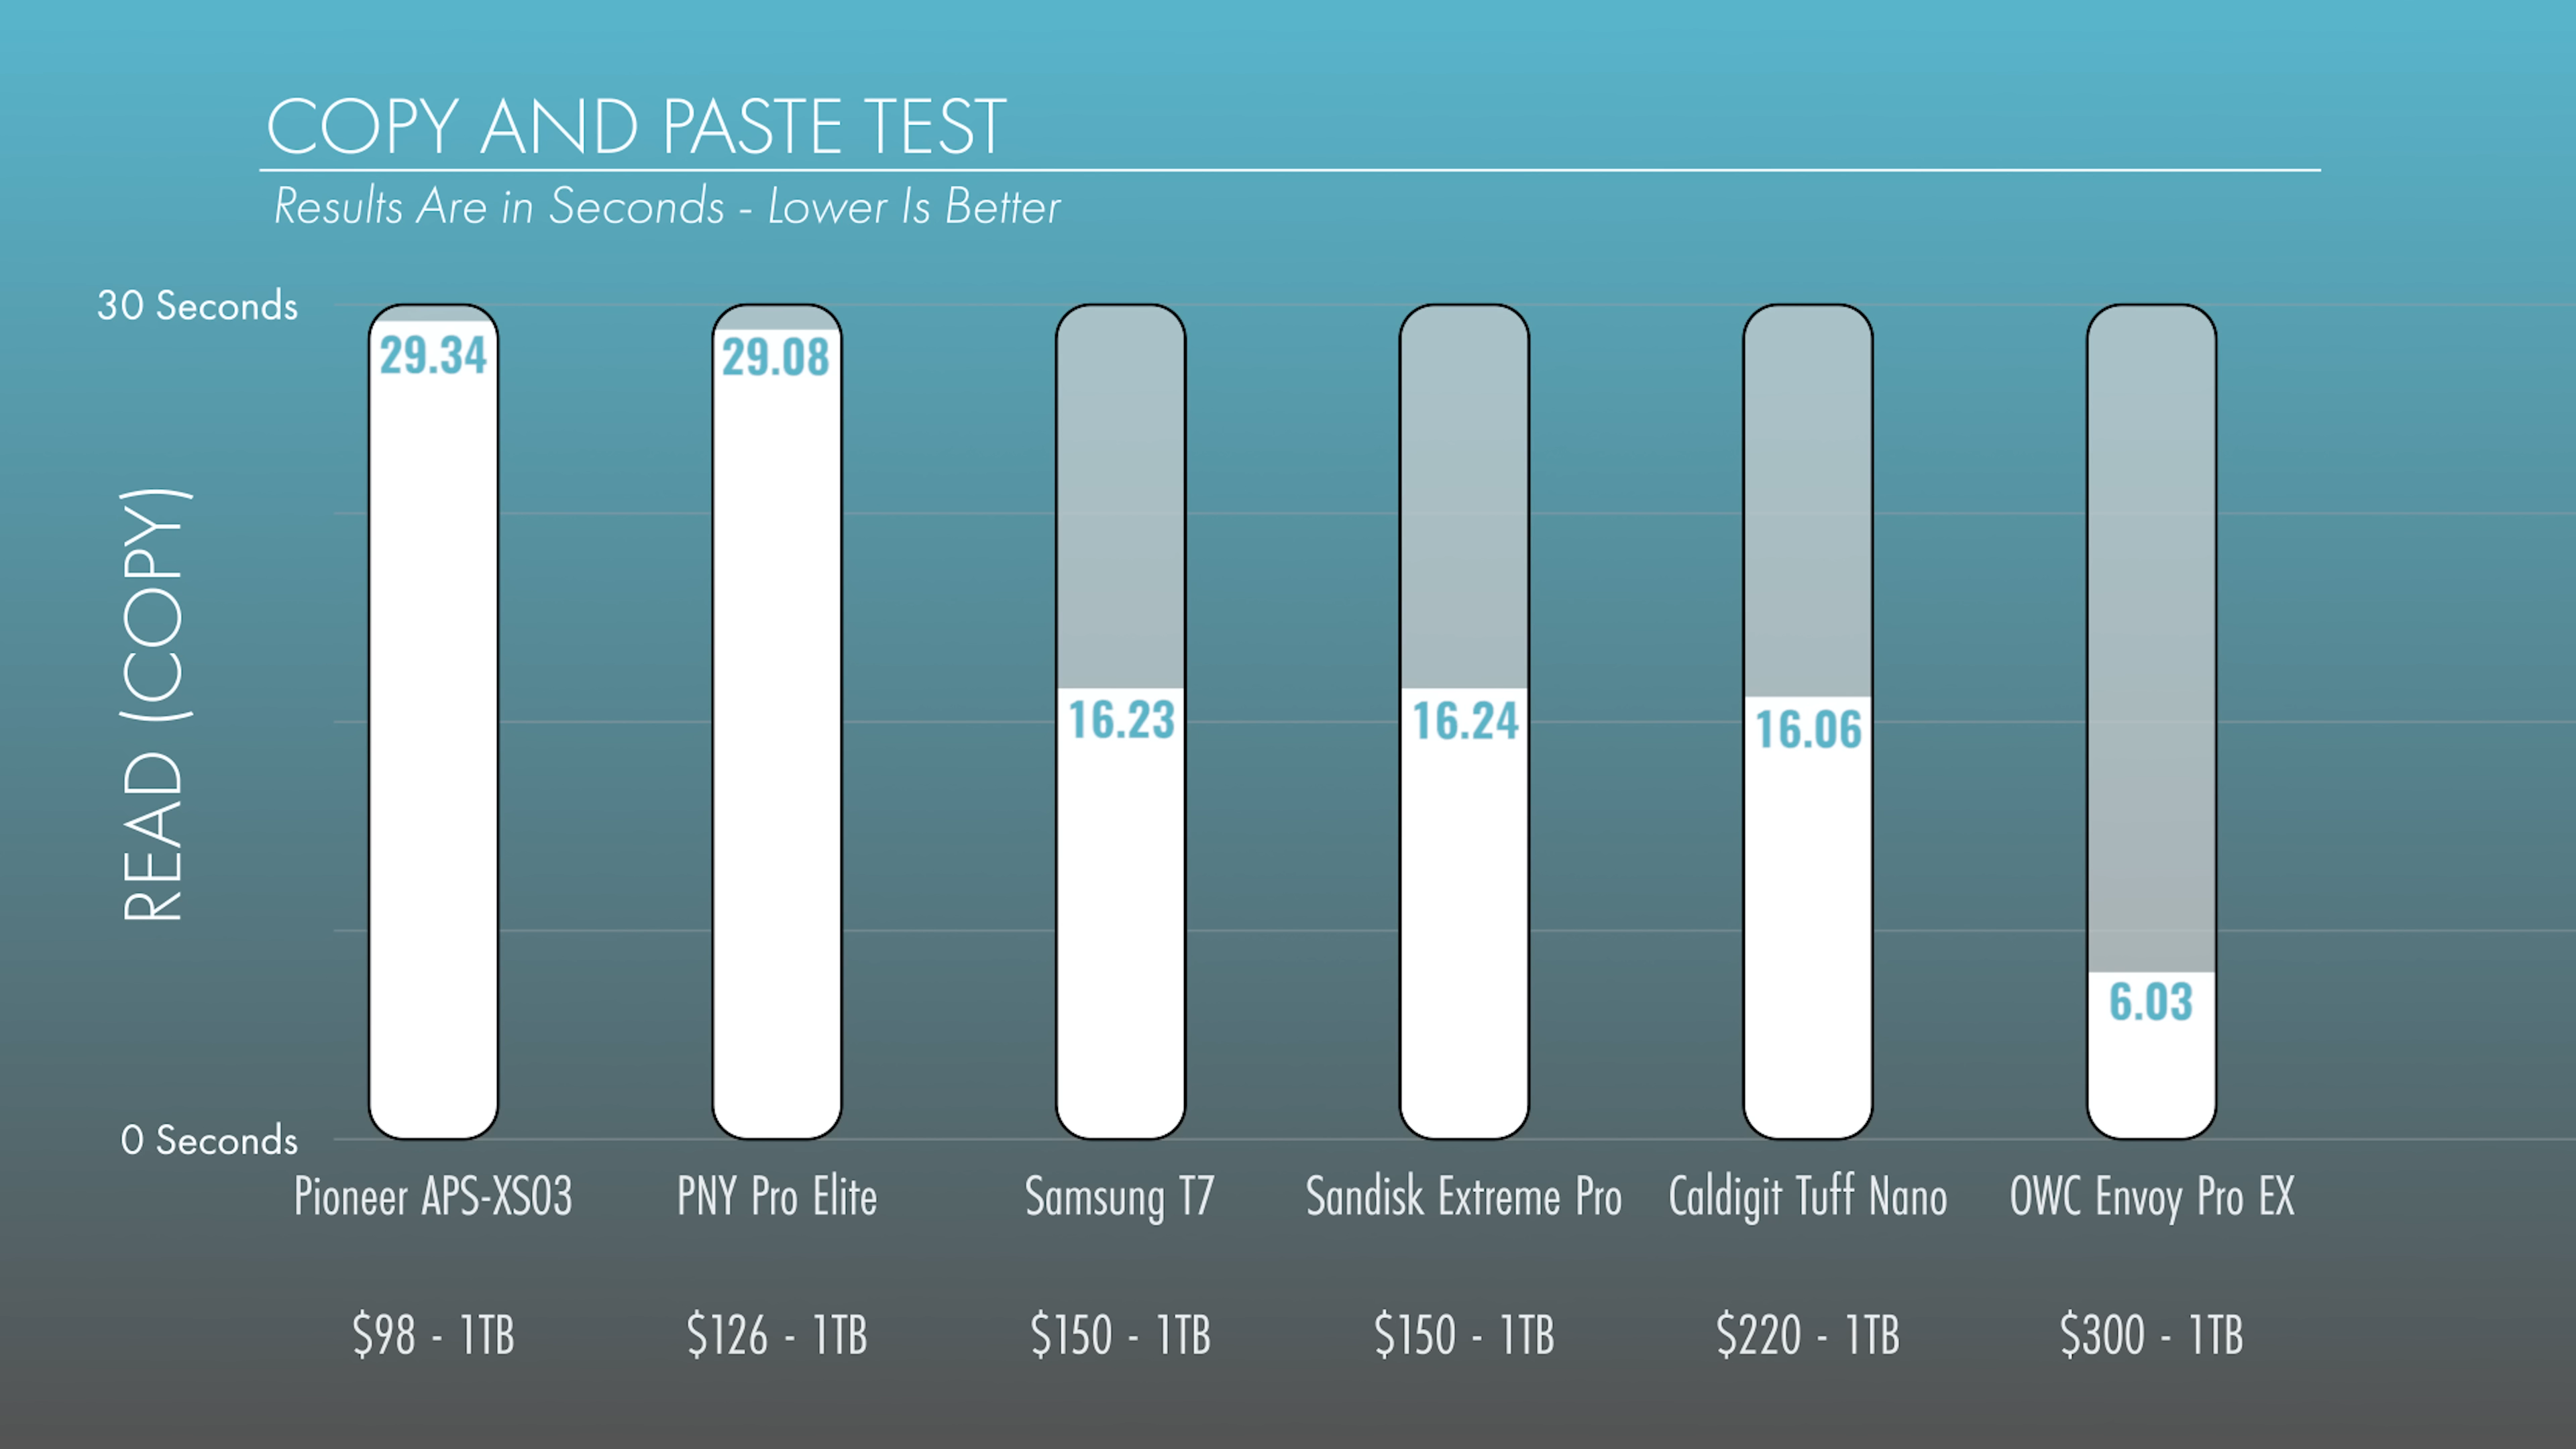 COPY AND PASTE TEST
Results Are in Seconds - Lower Is Better
30 Seconds
29.34
29.08
16.23
16.24
16.06
6.03
READ (COPY)
0 Seconds
Pioneer APS-XS03
PNY Pro Elite
Samsung T7
Sandisk Extreme Pro
Caldigit Tuff Nano
OWC Envoy Pro EX
$98 - 1TB
$126 - 1TB
$150 - 1TB
$150 - 1TB
$220 - 1TB
$300 - 1TB